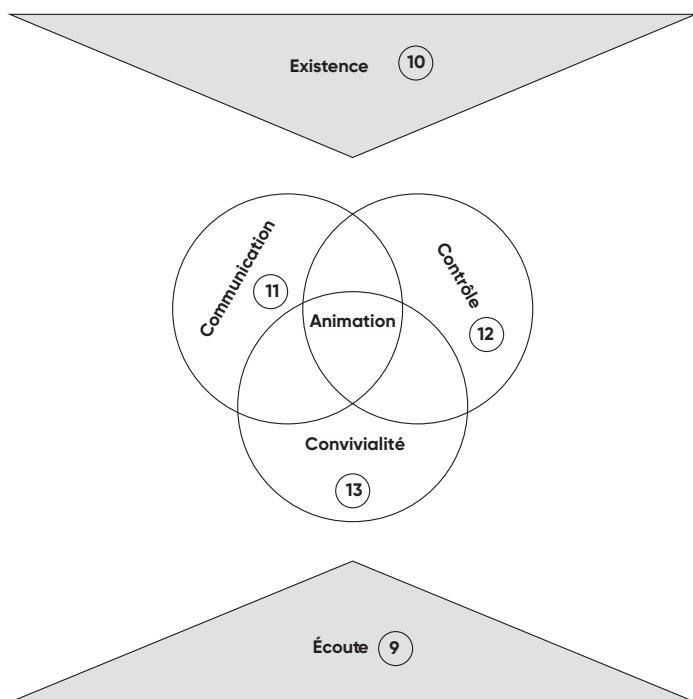 Existence 10
Communication
11
Contrôle
12
Animation
Convivialité
13
Écoute 9